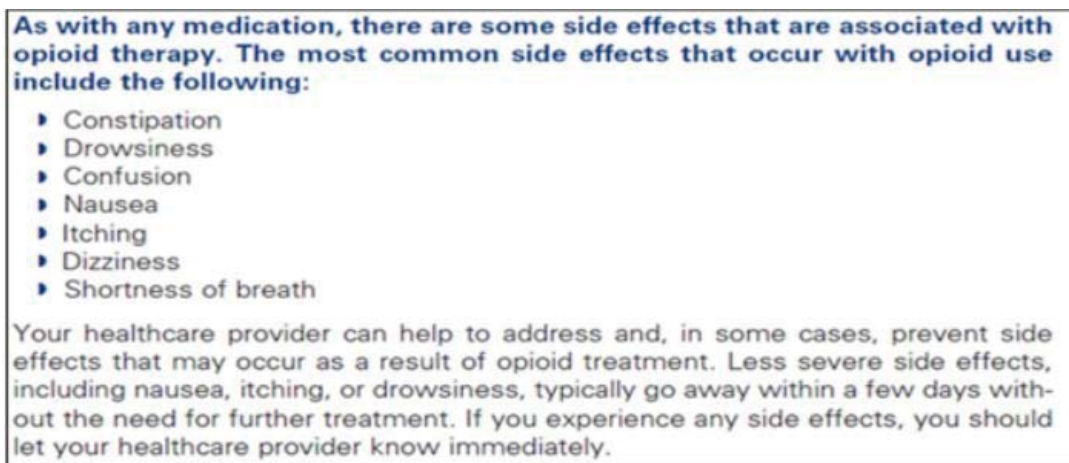 As with any medication, there are some side effects that are associated with
opioid therapy. The most common side effects that occur with opioid use
include the following:
Constipation
Drowsiness
Confusion
Nausea
Itching
Dizziness
Shortness of breath
Your healthcare provider can help to address and, in some cases, prevent side
effects that may occur as a result of opioid treatment. Less severe side effects,
including nausea, itching, or drowsiness, typically go away within a few days with-
out the need for further treatment. If you experience any side effects, you should
let your healthcare provider know immediately.